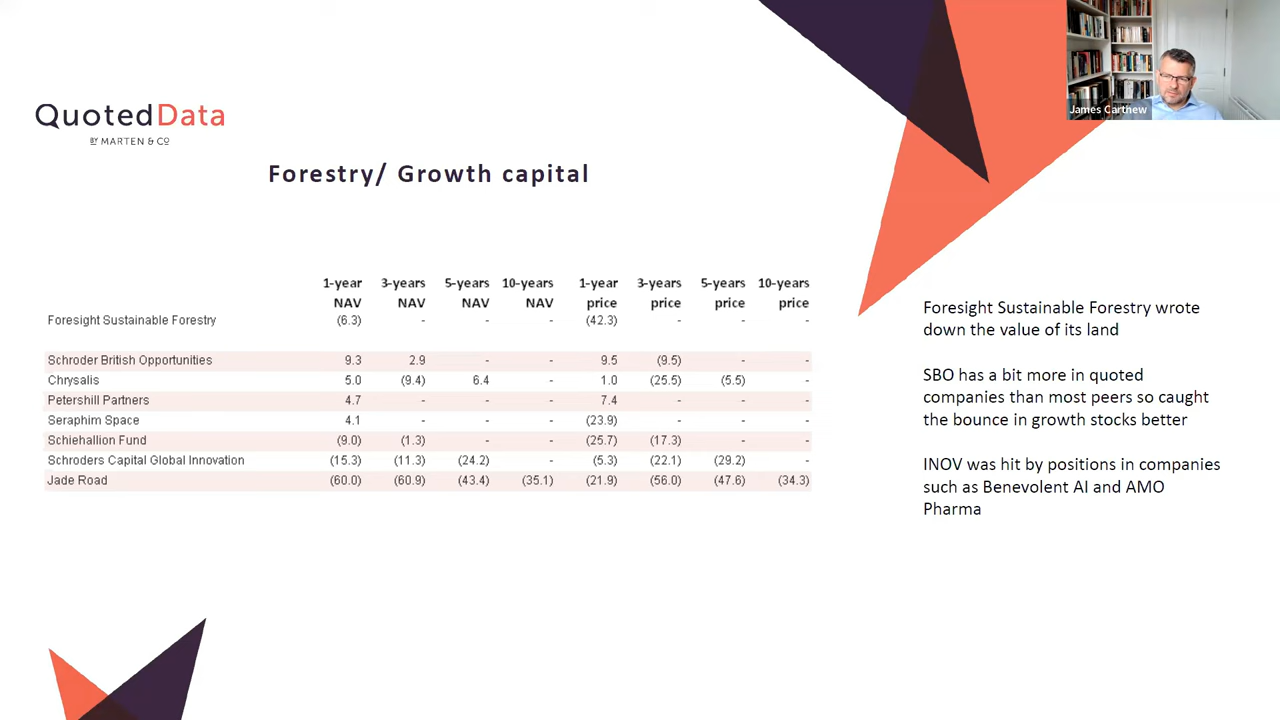 James Carthew
QuotedData
BY MARTEN & CO
Forestry/ Growth capital
1-year 3-years 5-years 10-years 1-year 3-years 5-years 10-years
NAV NAV NAV NAV price price price price
Foresight Sustainable Forestry (6.3) - - - (42.3) - - -
Schroder British Opportunities 9.3 2.9 - - 9.5 (9.5) - -
Chrysalis 5.0 (9.4) 6.4 - 1.0 (25.5) (5.5) -
Petershill Partners 4.7 - - - 7.4 - - -
Seraphim Space 4.1 - - - (23.9) - - -
Schiehallion Fund (9.0) (1.3) - - (25.7) (17.3) - -
Schroders Capital Global Innovation (15.3) (11.3) (24.2) - (5.3) (22.1) (29.2) -
Jade Road (60.0) (60.9) (43.4) (35.1) (21.9) (56.0) (47.6) (34.3)
Foresight Sustainable Forestry wrote
down the value of its land
SBO has a bit more in quoted
companies than most peers so caught
the bounce in growth stocks better
INOV was hit by positions in companies
such as Benevolent AI and AMO
Pharma